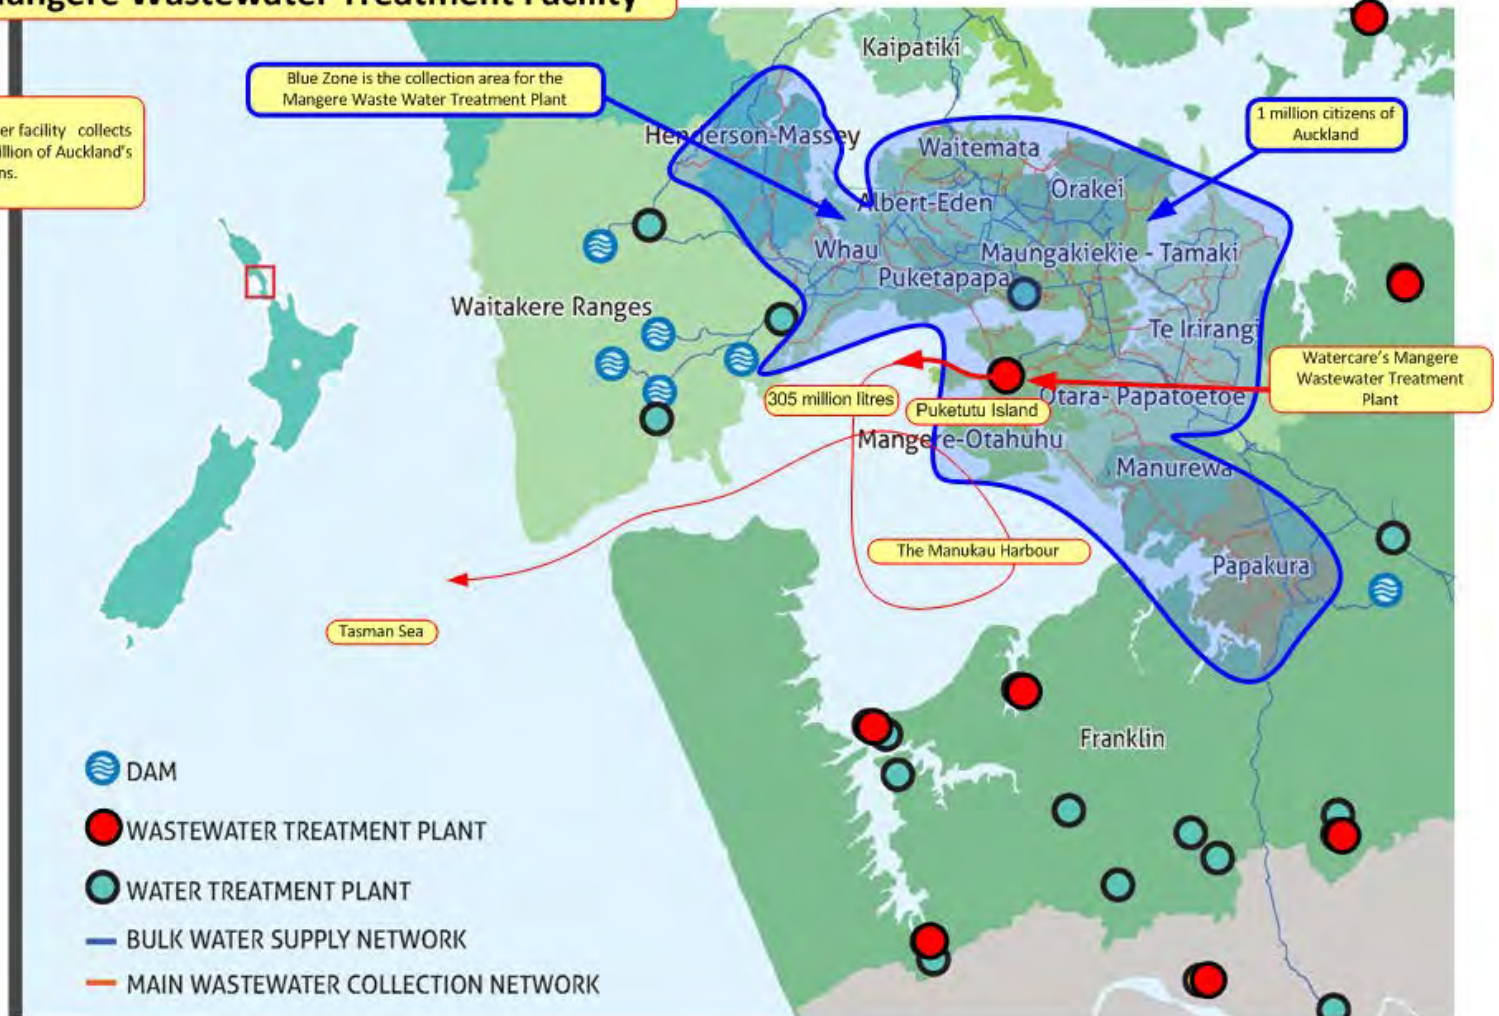 Mangere Wastewater Treatment Facility
Kaipatiki
Blue Zone is the collection area for the
Mangere Waste Water Treatment Plant
1 million citizens of
Auckland
er facility collects
illion of Auckland's
ns.
Henderson-Massey
Waitemata
Orakei
Albert-Eden
Whau
Maungakiekie - Tamaki
Puketapapa
Waitakere Ranges
Te Irirangi
Watercare's Mangere
Wastewater Treatment
Plant
305 million litres
Puketutu Island
Otara- Papatoetoe
Mangere-Otahuhu
Manurewa
The Manukau Harbour
Papakura
Tasman Sea
Franklin
DAM
WASTEWATER TREATMENT PLANT
WATER TREATMENT PLANT
BULK WATER SUPPLY NETWORK
MAIN WASTEWATER COLLECTION NETWORK